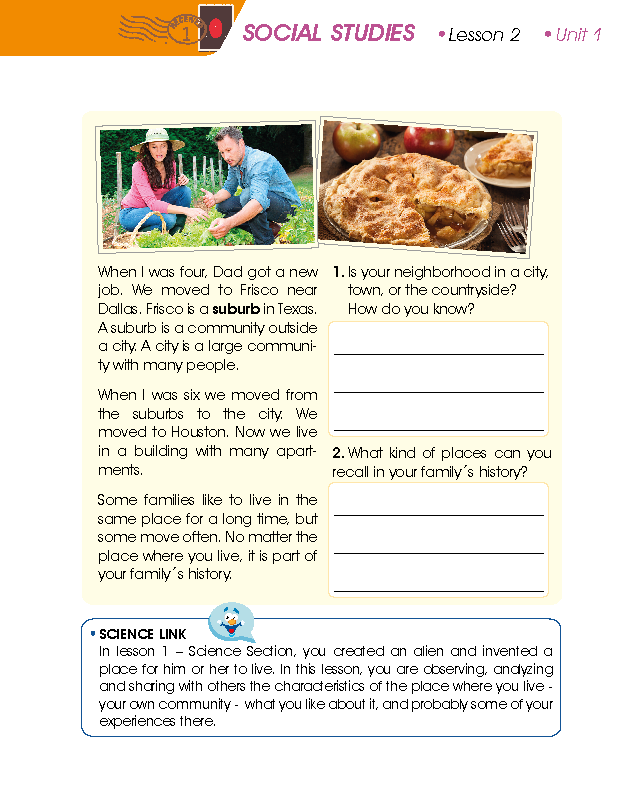 RECENT
1
SOCIAL STUDIES • Lesson 2 • Unit 1
When I was four, Dad got a new
job. We moved to Frisco near
Dallas. Frisco is a suburb in Texas.
A suburb is a community outside
a city. A city is a large communi-
ty with many people.
When I was six we moved from
the suburbs to the city. We
moved to Houston. Now we live
in a building with many apart-
ments.
Some families like to live in the
same place for a long time, but
some move often. No matter the
place where you live, it is part of
your family´s history.
1. Is your neighborhood in a city,
town, or the countryside?
How do you know?
2. What kind of places can you
recall in your family´s history?
• SCIENCE LINK
In lesson 1 – Science Section, you created an alien and invented a
place for him or her to live. In this lesson, you are observing, analyzing
and sharing with others the characteristics of the place where you live -
your own community - what you like about it, and probably some of your
experiences there.